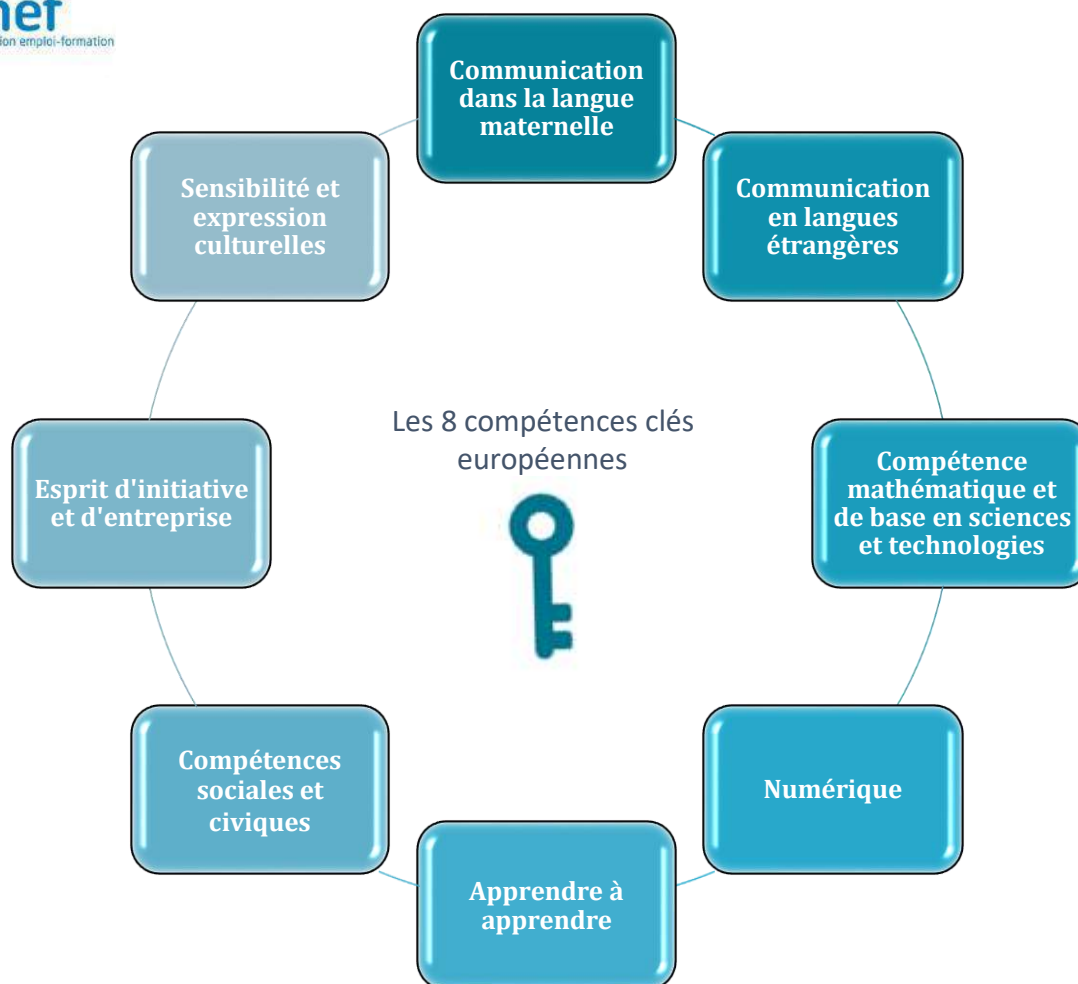 ion emploi-formation
Communication
dans la langue
maternelle
Sensibilité et
expression
culturelles
Communication
en langues
étrangères
Les 8 compétences clés
européennes
Esprit d'initiative
et d'entreprise
Compétence
mathématique et
de base en sciences
et technologies
Compétences
sociales et
civiques
Numérique
Apprendre à
apprendre